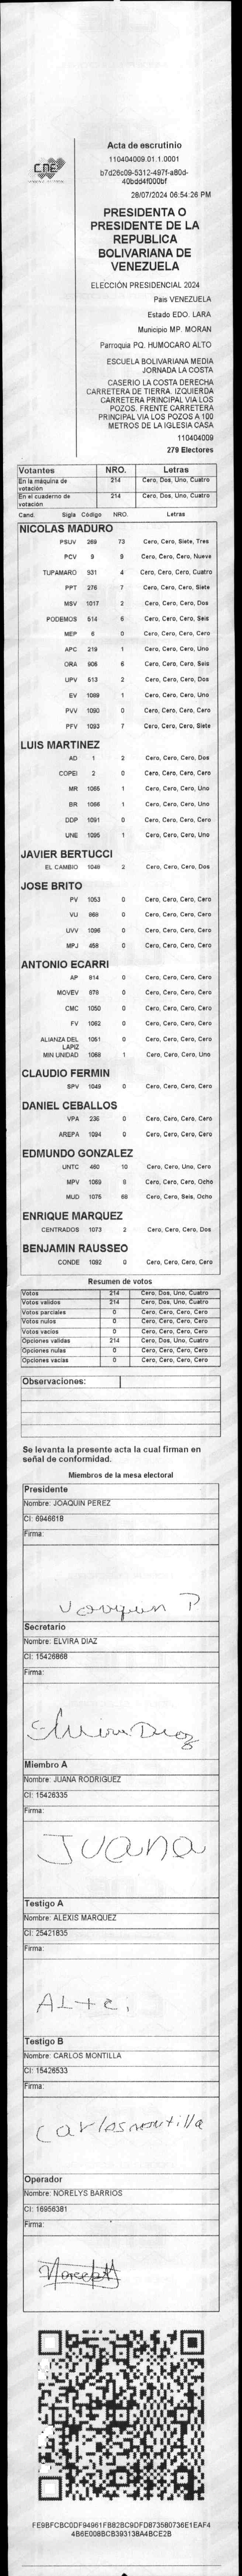 CNE
Acta de escrutinio
110404009.01.1.0001
b7d26c09-5312-497f-a80d-
40bdd4f000bf
28/07/2024 06:54:26 PM
PRESIDENTA O
PRESIDENTE DE LA
REPUBLICA
BOLIVARIANA DE
VENEZUELA
ELECCIÓN PRESIDENCIAL 2024
Pais VENEZUELA
Estado EDO. LARA
Municipio MP. MORAN
Parroquia PQ. HUMOCARO ALTO
ESCUELA BOLIVARIANA MEDIA
JORNADA LA COSTA
CASERIO LA COSTA DERECHA
CARRETERA DE TIERRA. IZQUIERDA
CARRETERA PRINCIPAL VIA LOS
POZOS. FRENTE CARRETERA
PRINCIPAL VIA LOS POZOS A 100
METROS DE LA IGLESIA CASA
110404009
279 Electores
Votantes NRO. Letras
En la máquina de votación 214 Cero, Dos, Uno, Cuatro
En el cuaderno de votación 214 Cero, Dos, Uno, Cuatro
Cand. Sigla Código NRO. Letras
NICOLAS MADURO
PSUV 269 73 Cero, Cero, Siete, Tres
PCV 9 9 Cero, Cero, Cero, Nueve
TUPAMARO 531 4 Cero, Cero, Cero, Cuatro
PPT 276 7 Cero, Cero, Cero, Siete
MSV 1017 2 Cero, Cero, Cero, Dos
PODEMOS 514 6 Cero, Cero, Cero, Seis
MEP 6 0 Cero, Cero, Cero, Cero
APC 219 1 Cero, Cero, Cero, Uno
ORA 906 6 Cero, Cero, Cero, Seis
UPV 513 2 Cero, Cero, Cero, Dos
EV 1089 1 Cero, Cero, Cero, Uno
PVV 1090 0 Cero, Cero, Cero, Cero
PFV 1093 7 Cero, Cero, Cero, Siete
LUIS MARTINEZ
AD 1 2 Cero, Cero, Cero, Dos
COPEI 2 0 Cero, Cero, Cero, Cero
MR 1065 1 Cero, Cero, Cero, Uno
BR 1066 1 Cero, Cero, Cero, Uno
DDP 1091 0 Cero, Cero, Cero, Cero
UNE 1095 1 Cero, Cero, Cero, Uno
JAVIER BERTUCCI
EL CAMBIO 1048 2 Cero, Cero, Cero, Dos
JOSE BRITO
PV 1053 0 Cero, Cero, Cero, Cero
VU 868 0 Cero, Cero, Cero, Cero
UVV 1096 0 Cero, Cero, Cero, Cero
MPJ 458 0 Cero, Cero, Cero, Cero
ANTONIO ECARRI
AP 914 0 Cero, Cero, Cero, Cero
MOVEV 979 0 Cero, Cero, Cero, Cero
CMC 1050 0 Cero, Cero, Cero, Cero
FV 1062 0 Cero, Cero, Cero, Cero
ALIANZA DEL LAPIZ 1051 0 Cero, Cero, Cero, Cero
MIN UNIDAD 1068 1 Cero, Cero, Cero, Uno
CLAUDIO FERMIN
SPV 1049 0 Cero, Cero, Cero, Cero
DANIEL CEBALLOS
VPA 236 0 Cero, Cero, Cero, Cero
AREPA 1094 0 Cero, Cero, Cero, Cero
EDMUNDO GONZALEZ
UNTC 460 10 Cero, Cero, Uno, Cero
MPV 1069 8 Cero, Cero, Cero, Ocho
MUD 1075 68 Cero, Cero, Seis, Ocho
ENRIQUE MARQUEZ
CENTRADOS 1073 2 Cero, Cero, Cero, Dos
BENJAMIN RAUSSEO
CONDE 1092 0 Cero, Cero, Cero, Cero
Resumen de votos
Votos 214 Cero, Dos, Uno, Cuatro
Votos validos 214 Cero, Dos, Uno, Cuatro
Votos parciales 0 Cero, Cero, Cero, Cero
Votos nulos 0 Cero, Cero, Cero, Cero
Votos vacios 0 Cero, Cero, Cero, Cero
Opciones validas 214 Cero, Dos, Uno, Cuatro
Opciones nulas 0 Cero, Cero, Cero, Cero
Opciones vacias 0 Cero, Cero, Cero, Cero
Observaciones:
Se levanta la presente acta la cual firman en
señal de conformidad.
Miembros de la mesa electoral
Presidente
Nombre: JOAQUIN PEREZ
CI: 6946618
Firma:
Joaquin P
Secretario
Nombre: ELVIRA DIAZ
CI: 15426868
Firma:
Elvira Diaz
Miembro A
Nombre: JUANA RODRIGUEZ
CI: 15426335
Firma:
Juana
Testigo A
Nombre: ALEXIS MARQUEZ
CI: 25421835
Firma:
Testigo B
Nombre: CARLOS MONTILLA
CI: 15426533
Firma:
Carlos montilla
Operador
Nombre: NORELYS BARRIOS
CI: 16956381
Firma:
FE9BFCBC0DF94961FB82BC9DFD873580736E1EAF4
4B6E008BCB393138A4BCE2B